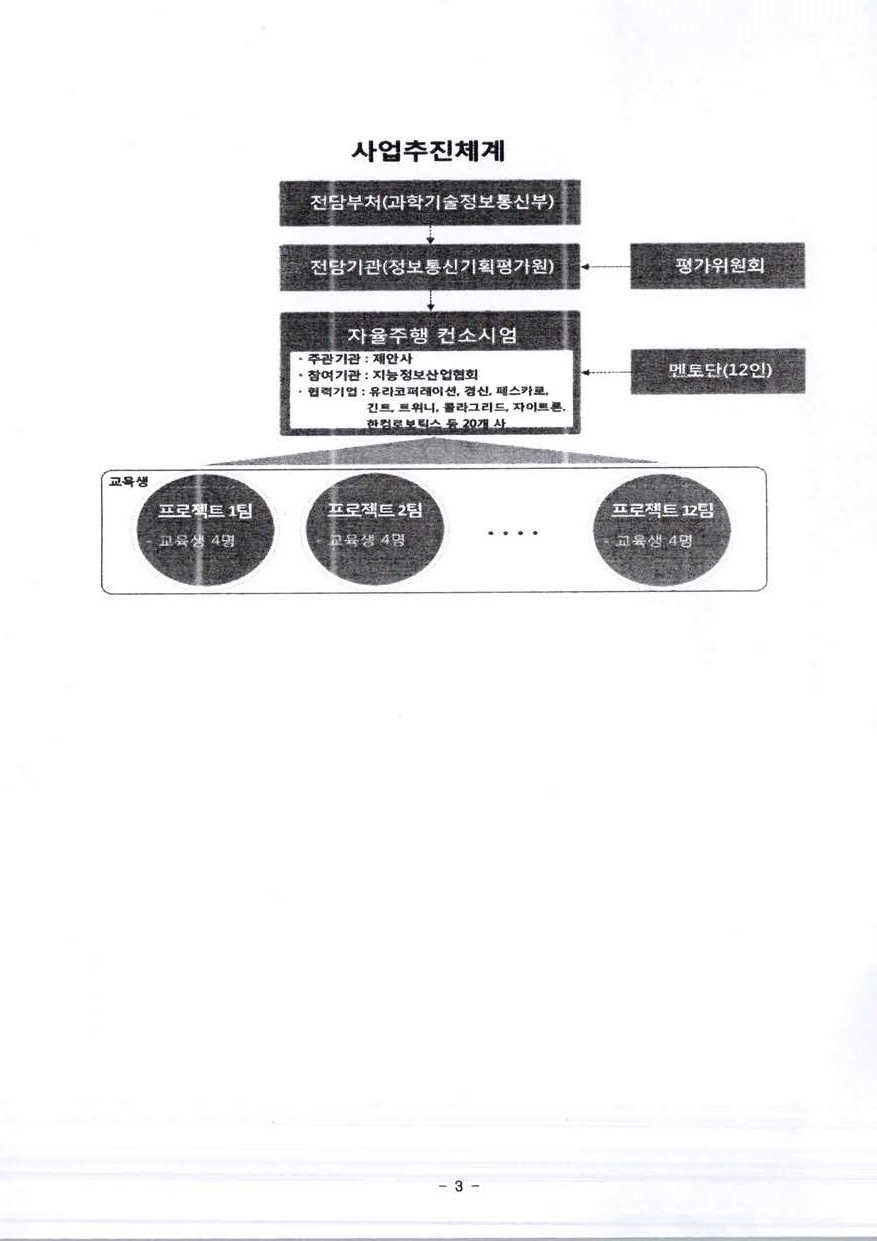 사업추진체계
전담부처(과학기술정보통신부)
전담기관(정보통신기획평가원)
평가위원회
자율주행 컨소시엄
· 주관기관 : 제안사
· 참여기관 : 지능정보산업협회
· 협력기업 : 유라코퍼레이션, 경신, 페스카로,
긴트, 트위니, 콜라그리드, 자이트론,
한컴로보틱스 등 20개 사
멘토단(12인)
교육생
프로젝트 1팀
- 교육생 4명
프로젝트 2팀
- 교육생 4명
• • • •
프로젝트 12팀
- 교육생 4명
- 3 -